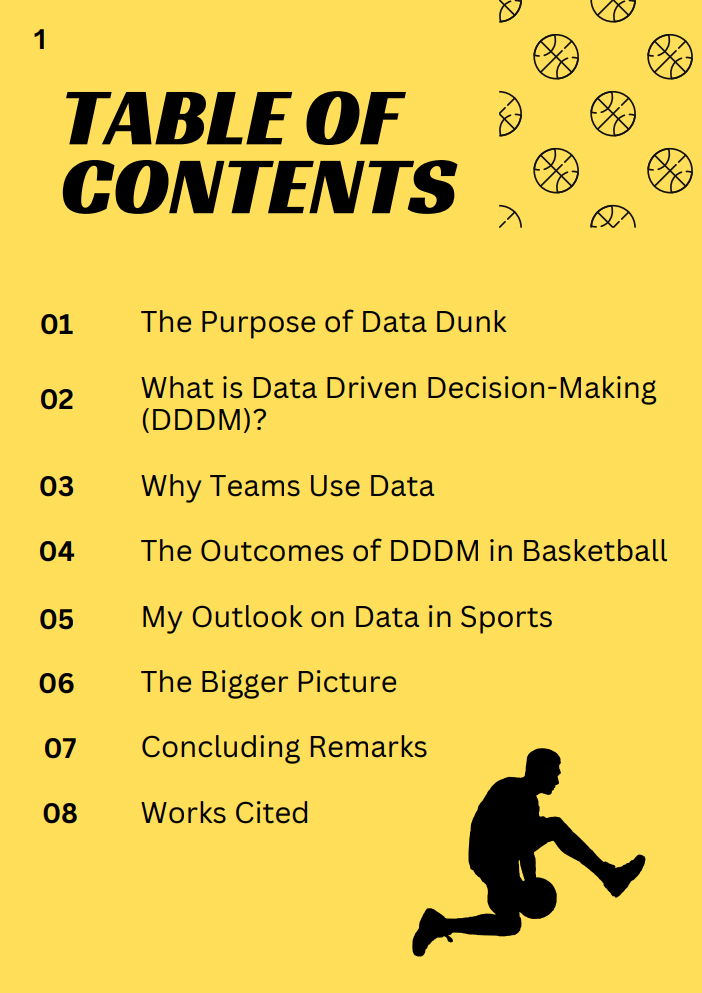 1
TABLE OF
CONTENTS
01 The Purpose of Data Dunk
02 What is Data Driven Decision-Making
(DDDM)?
03 Why Teams Use Data
04 The Outcomes of DDDM in Basketball
05 My Outlook on Data in Sports
06 The Bigger Picture
07 Concluding Remarks
08 Works Cited